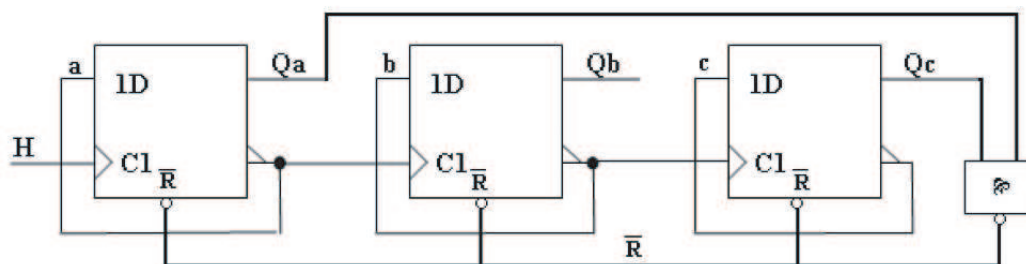 a Qa b Qb c Qc
1D 1D 1D
H C1 C1 C1 &
R̅ R̅ R̅
R̅